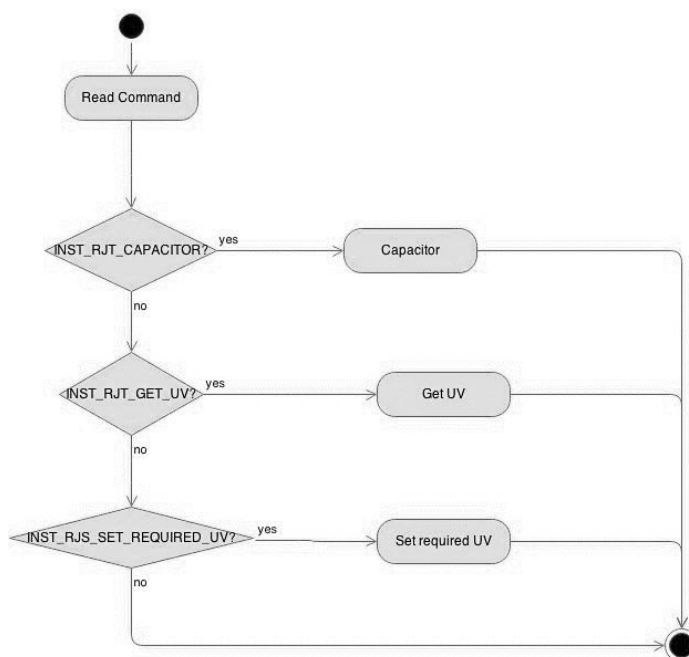 Read Command
INST_RJT_CAPACITOR?
yes
Capacitor
no
INST_RJT_GET_UV?
yes
Get UV
no
INST_RJS_SET_REQUIRED_UV?
yes
Set required UV
no